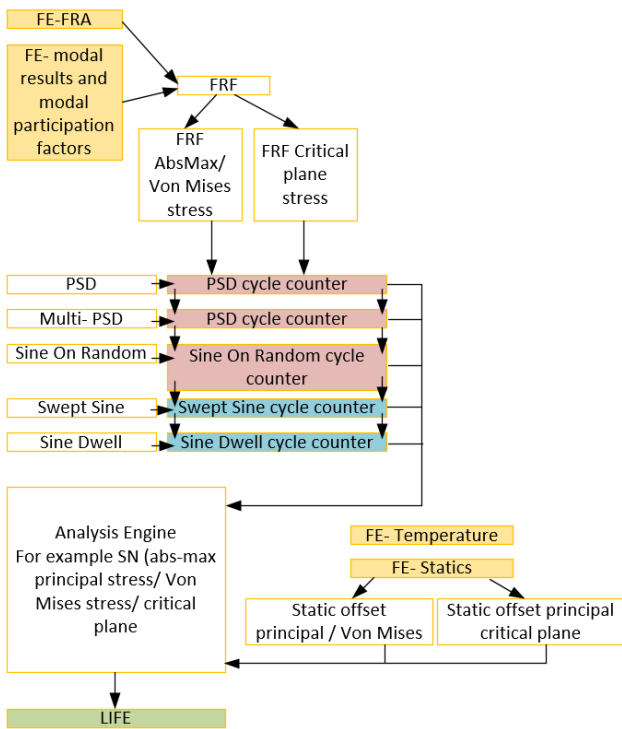 FE-FRA
FE- modal
results and
modal
participation
factors
FRF
FRF
AbsMax/
Von Mises
stress
FRF Critical
plane
stress
PSD
PSD cycle counter
Multi- PSD
PSD cycle counter
Sine On Random
Sine On Random cycle
counter
Swept Sine
Swept Sine cycle counter
Sine Dwell
Sine Dwell cycle counter
Analysis Engine
For example SN (abs-max
principal stress/ Von
Mises stress/ critical
plane
FE- Temperature
FE- Statics
Static offset
principal / Von Mises
Static offset principal
critical plane
LIFE